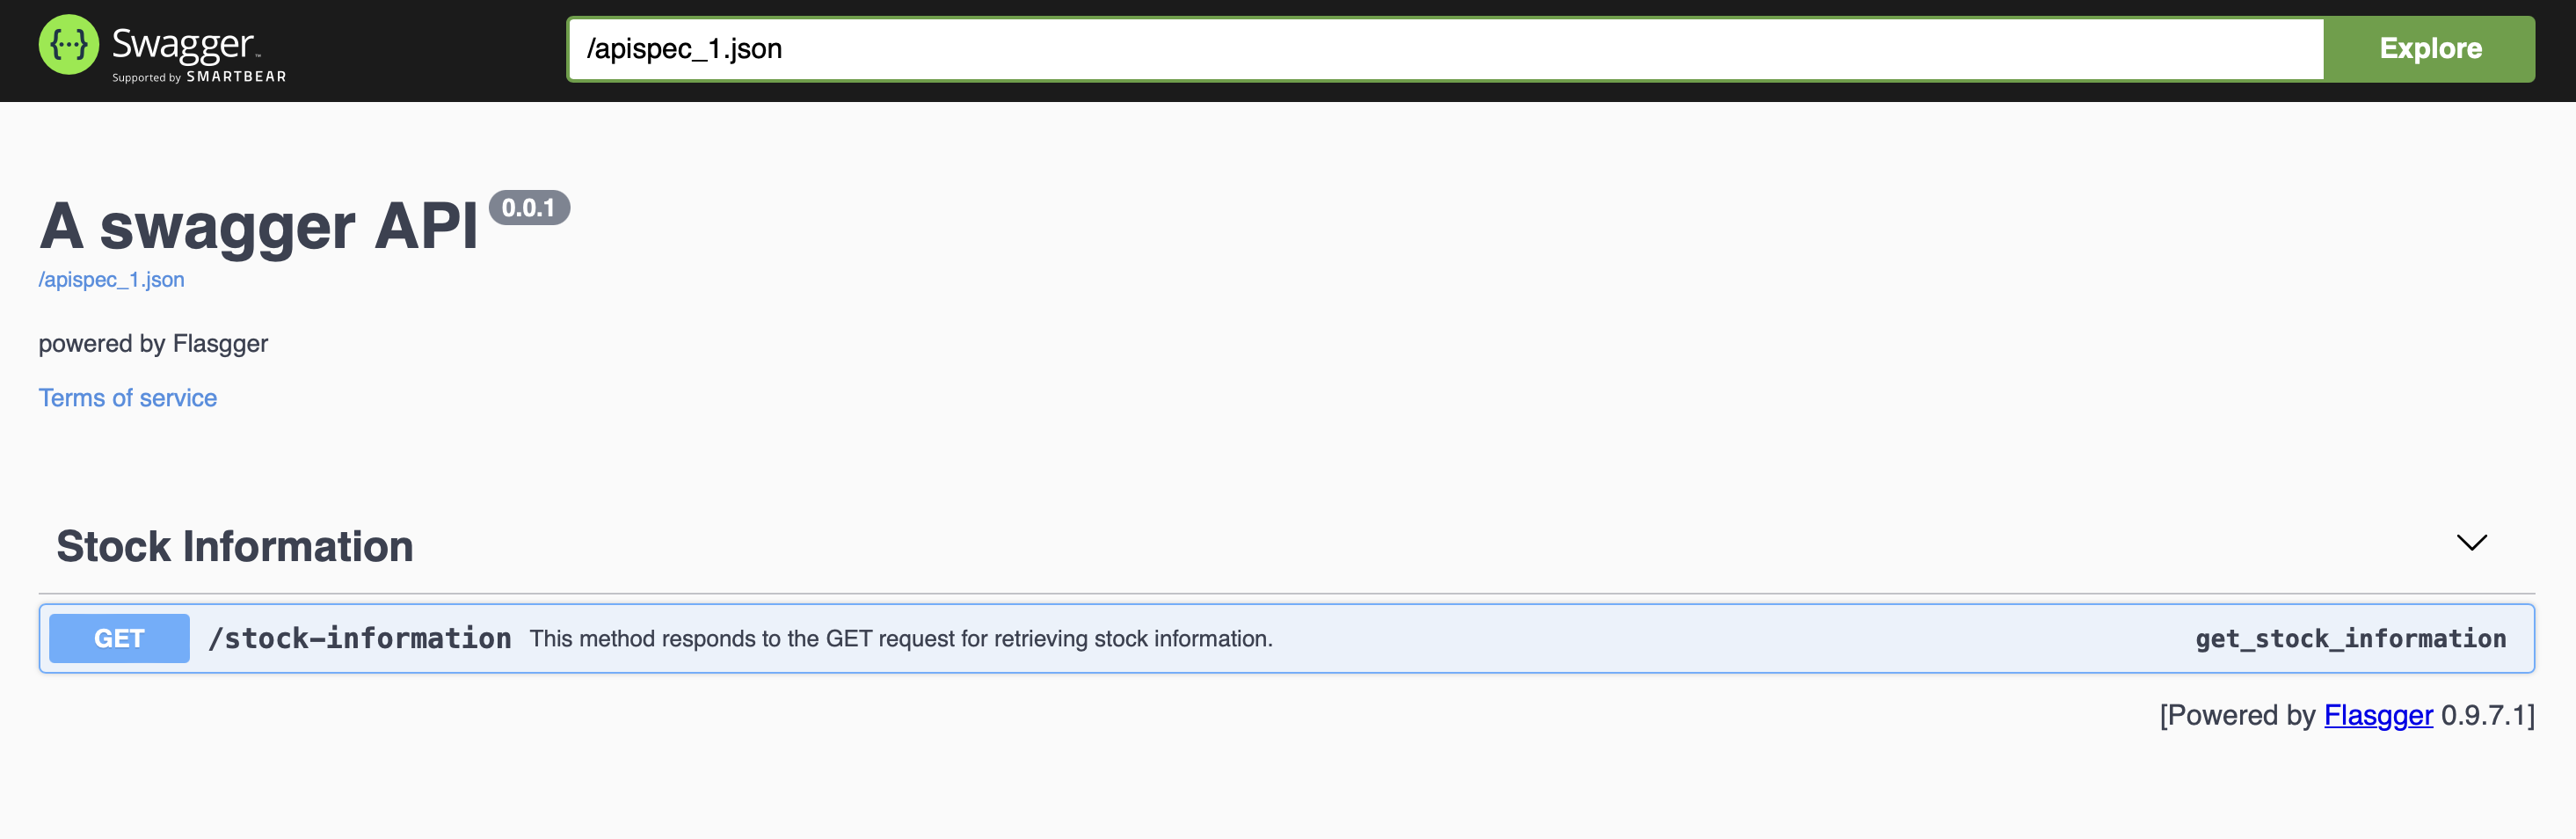 {···} Swagger™
Supported by SMARTBEAR
/apispec_1.json
Explore
A swagger API 0.0.1
/apispec_1.json
powered by Flasgger
Terms of service
Stock Information
GET /stock-information This method responds to the GET request for retrieving stock information. get_stock_information
[Powered by Flasgger 0.9.7.1]